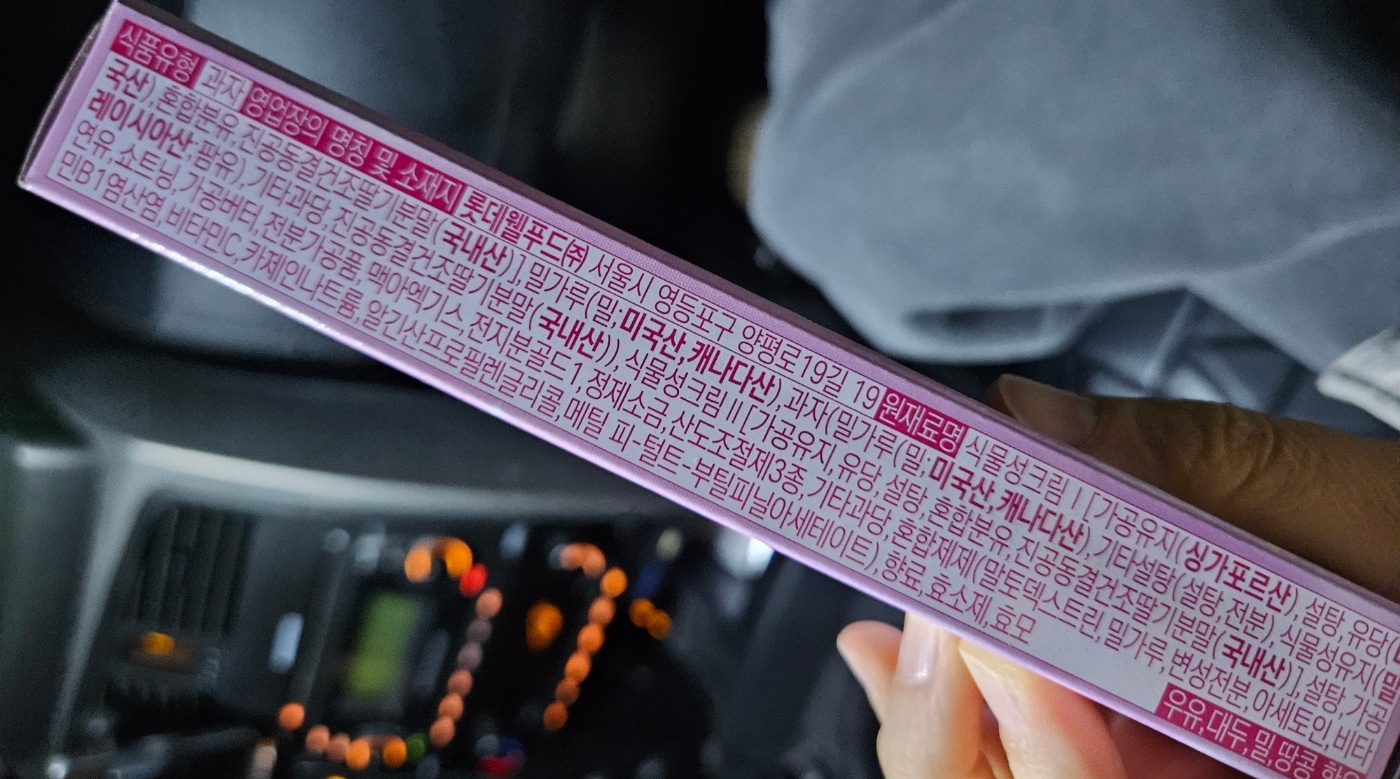 식품유형 과자 영업장의 명칭 및 소재지 롯데웰푸드㈜ 서울시 영등포구 양평로19길 19 원재료명 식물성크림Ⅰ[가공유지(싱가포르산), 설탕, 유당(
국산), 혼합분유, 진공동결건조딸기분말(국내산)], 밀가루(밀:미국산, 캐나다산), 과자(밀가루(밀:미국산, 캐나다산), 기타설탕(설탕, 전분), 식물성유지(말
레이시아산:팜유), 기타과당, 진공동결건조딸기분말(국내산)), 식물성크림Ⅱ[가공유지, 유당, 설탕, 혼합분유, 진공동결건조딸기분말(국내산)], 설탕, 가공
연유, 쇼트닝, 가공버터, 전분가공품, 맥아엑기스, 전지분골드1, 정제소금, 산도조절제3종, 기타과당, 혼합제제(말토덱스트린, 밀가루, 변성전분, 아세토인, 비타
민B1염산염, 비타민C, 카제인나트륨, 알긴산프로필렌글리콜, 메틸 피-털트-부틸피닐아세테이트), 향료, 효소제, 효모
우유, 대두, 밀, 땅콩